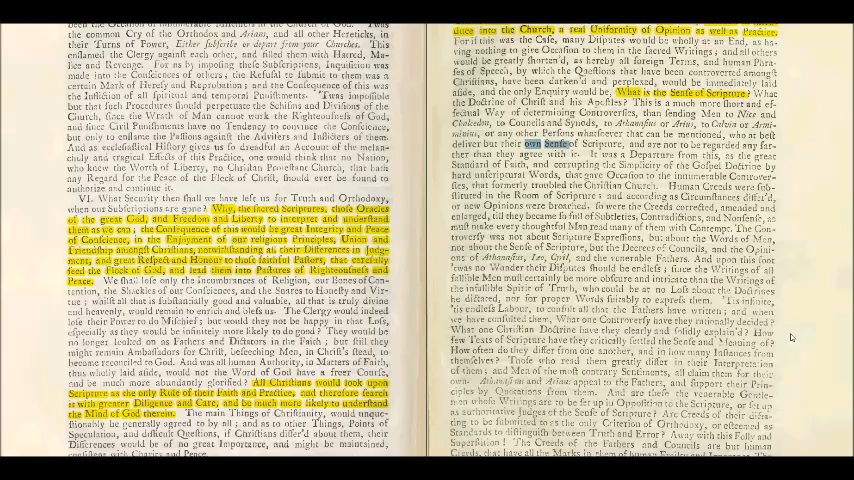 the common Cry of the Orthodox and Arians, and all other Hereticks, in
their Turns of Power, Either subscribe or depart from your Churches. This
enflamed the Clergy against each other, and filled them with Hatred, Ma-
lice and Revenge. For as by imposing these Subscriptions, Inquisition was
made into the Consciences of others; the Refusal to submit to them was a
certain Mark of Heresy and Reprobation; and the Consequence of this was
the Infliction of all spiritual and temporal Punishments. 'Twas impossible
but that such Procedures should perpetuate the Schisms and Divisions of the
Church, since the Wrath of Man cannot work the Righteousness of God,
and since Civil Punishments have no Tendency to convince the Conscience,
but only to enflame the Passions against the Advisers and Inflicters of them.
And as ecclesiastical History gives us so dreadful an Account of the melan-
choly and tragical Effects of this Practice, one would think that no Nation,
who knew the Worth of Liberty, no Christian Protestant Church, that hath
any Regard for the Peace of the Flock of Christ, should ever be found to
authorize and continue it.
VI. What Security then shall we have left us for Truth and Orthodoxy,
when our Subscriptions are gone? Why, the sacred Scriptures, those Oracles
of the great God, and Freedom and Liberty to interpret and understand
them as we can; the Consequence of this would be great Integrity and Peace
of Conscience, in the Enjoyment of our religious Principles, Union and
Friendship amongst Christians, notwithstanding all their Differences in Judg-
ment, and great Respect and Honour to those faithful Pastors, that carefully
feed the Flock of God, and lead them into Pastures of Righteousness and
Peace. We shall lose only the incumbrances of Religion, our Bones of Con-
tention, the Shackles of our Consciences, and the Snares to Honesty and Vir-
tue; whilst all that is substantially good and valuable, all that is truly divine
and heavenly, would remain to enrich and bless us. The Clergy would indeed
lose their Power to do Mischief; but would they not be happy in that Loss,
especially as they would be infinitely more likely to do good? They would be
no longer looked on as Fathers and Dictators in the Faith; but still they
might remain Ambassadors for Christ, beseeching Men, in Christ's stead, to
become reconciled to God. And was all human Authority, in Matters of Faith,
thus wholly laid aside, would not the Word of God have a freer Course,
and be much more abundantly glorified? All Christians would look upon
Scripture as the only Rule of their Faith and Practice, and therefore search
it with greater Diligence and Care, and be much more likely to understand
the Mind of God therein. The main Things of Christianity, would unque-
stionably be generally agreed to by all; and as to other Things, Points of
Speculation, and difficult Questions, if Christians differ'd about them, their
Differences would be of no great Importance, and might be maintained,
consistent with Charity and Peace.
duce into the Church, a real Uniformity of Opinion as well as Practice.
For if this was the Case, many Disputes would be wholly at an End, as ha-
ving nothing to give Occasion to them in the sacred Writings; and all others
would be greatly shorten'd, as hereby all foreign Terms, and human Phra-
ses of Speech, by which the Questions that have been controverted amongst
Christians, have been darken'd and perplexed, would be immediately laid
aside, and the only Enquiry would be, What is the Sense of Scripture? What
the Doctrine of Christ and his Apostles? This is a much more short and ef-
fectual Way of determining Controversies, than sending Men to Nice and
Chalcedon, to Councils and Synods, to Athanasius or Arius, to Calvin or Armi-
minius, or any other Persons whatsoever that can be mentioned, who at best
deliver but their own Sense of Scripture, and are not to be regarded any far-
ther than they agree with it. It was a Departure from this, as the great
Standard of Faith, and corrupting the Simplicity of the Gospel Doctrine by
hard unscriptural Words, that gave Occasion to the innumerable Controver-
sies, that formerly troubled the Christian Church. Human Creeds were sub-
stituted in the Room of Scripture; and according as Circumstances differ'd,
or new Opinions were broached, so were the Creeds corrected, amended and
enlarged, till they became so full of Subtleties, Contradictions, and Nonsense, as
must make every thoughtful Man read many of them with Contempt. The Con-
troversy was not about Scripture Expressions, but about the Words of Men,
not about the Sense of Scripture, but the Decrees of Councils, and the Opini-
ons of Athanasius, Leo, Cyril, and the venerable Fathers. And upon this foot
'twas no Wonder their Disputes should be endless; since the Writings of all
fallible Men must certainly be more obscure and intricate than the Writings of
the infallible Spirit of Truth, who could be at no Loss about the Doctrines
he dictated, nor for proper Words suitably to express them. 'Tis infinite,
'tis endless Labour, to consult all that the Fathers have written; and when
we have consulted them, what one Controversy have they rationally decided?
What one Christian Doctrine have they clearly and solidly explain'd? How
few Texts of Scripture have they critically settled the Sense and Meaning of?
How often do they differ from one another, and in how many Instances from
themselves? Those who read them greatly differ in their Interpretation
of them; and Men of the most contrary Sentiments, all claim them for their
own. Athanasius and Arians appeal to the Fathers, and support their Prin-
ciples by Quotations from them. And are these the venerable Gentle-
men whose Writings are to be set up in Opposition to the Scripture, or set up
as authoritative Judges of the Sense of Scripture? Are Creeds of their dicta-
ting to be submitted to as the only Criterion of Orthodoxy, or esteemed as
Standards to distinguish between Truth and Error? Away with this Folly and
Superstition! The Creeds of the Fathers and Councils are but human